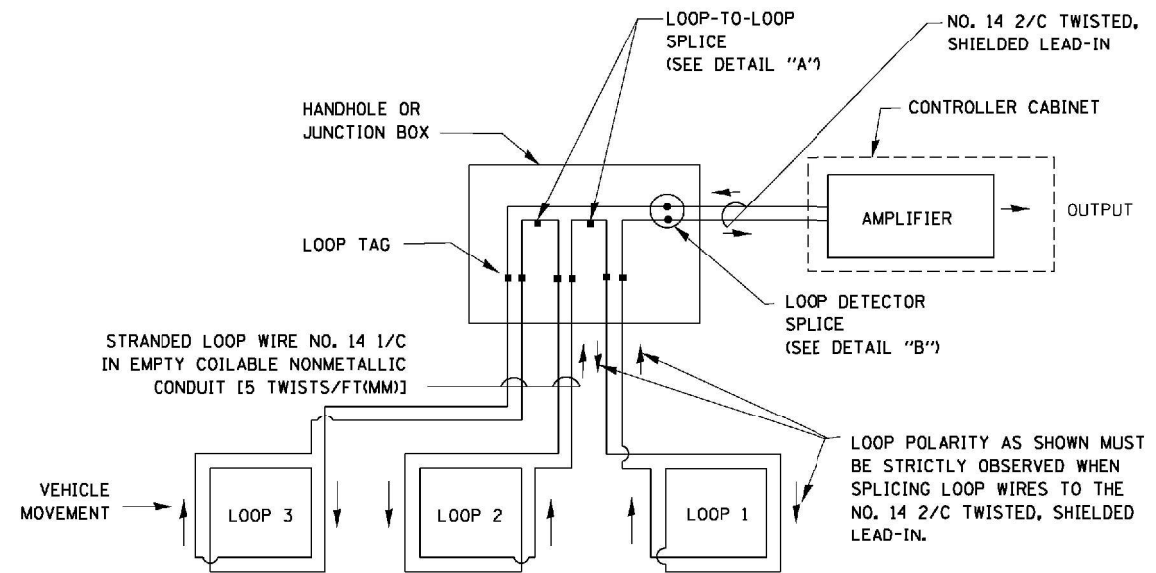 LOOP-TO-LOOP
SPLICE
(SEE DETAIL "A")
NO. 14 2/C TWISTED,
SHIELDED LEAD-IN
HANDHOLE OR
JUNCTION BOX
CONTROLLER CABINET
AMPLIFIER
OUTPUT
LOOP TAG
LOOP DETECTOR
SPLICE
(SEE DETAIL "B")
STRANDED LOOP WIRE NO. 14 1/C
IN EMPTY COILABLE NONMETALLIC
CONDUIT [5 TWISTS/FT(MM)]
LOOP POLARITY AS SHOWN MUST
BE STRICTLY OBSERVED WHEN
SPLICING LOOP WIRES TO THE
NO. 14 2/C TWISTED, SHIELDED
LEAD-IN.
VEHICLE
MOVEMENT
LOOP 3
LOOP 2
LOOP 1